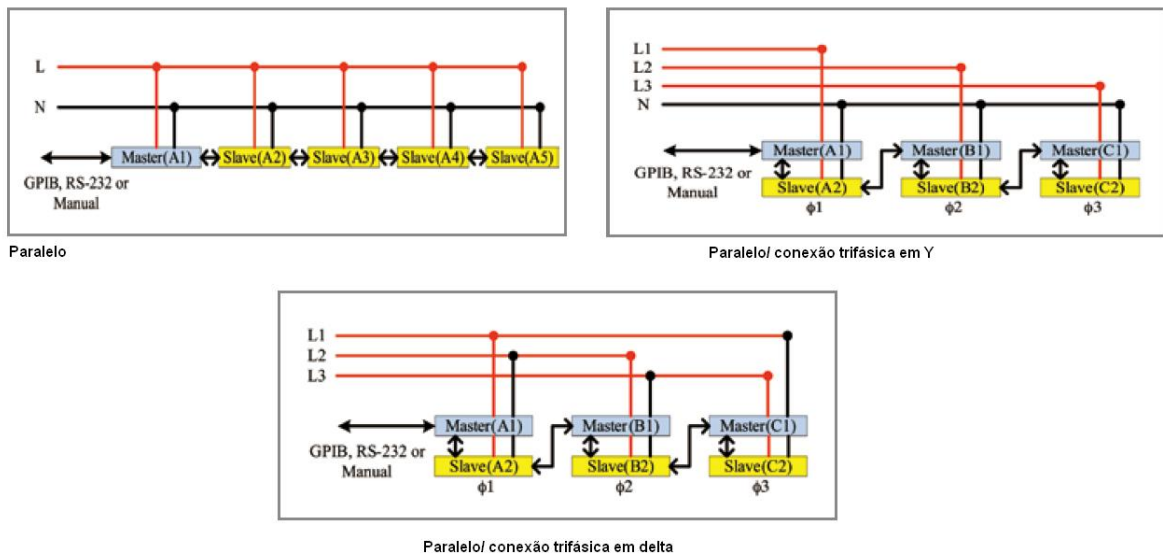 L
N
Master(A1) Slave(A2) Slave(A3) Slave(A4) Slave(A5)
GPIB, RS-232 or
Manual
Paralelo
L1
L2
L3
N
Master(A1) Master(B1) Master(C1)
GPIB, RS-232 or
Manual
Slave(A2) Slave(B2) Slave(C2)
ϕ1 ϕ2 ϕ3
Paralelo/ conexão trifásica em Y
L1
L2
L3
Master(A1) Master(B1) Master(C1)
GPIB, RS-232 or
Manual
Slave(A2) Slave(B2) Slave(C2)
ϕ1 ϕ2 ϕ3
Paralelo/ conexão trifásica em delta